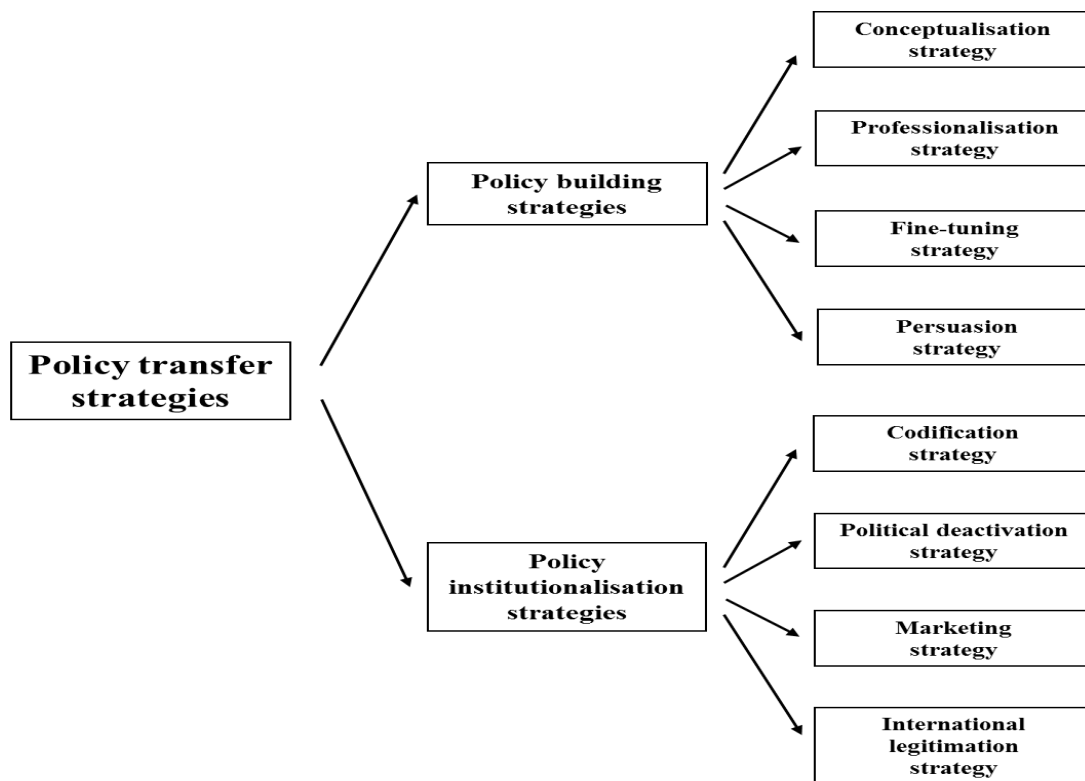 Conceptualisation
strategy
Professionalisation
strategy
Policy building
strategies
Fine-tuning
strategy
Persuasion
strategy
Policy transfer
strategies
Codification
strategy
Political deactivation
strategy
Policy
institutionalisation
strategies
Marketing
strategy
International
legitimation
strategy